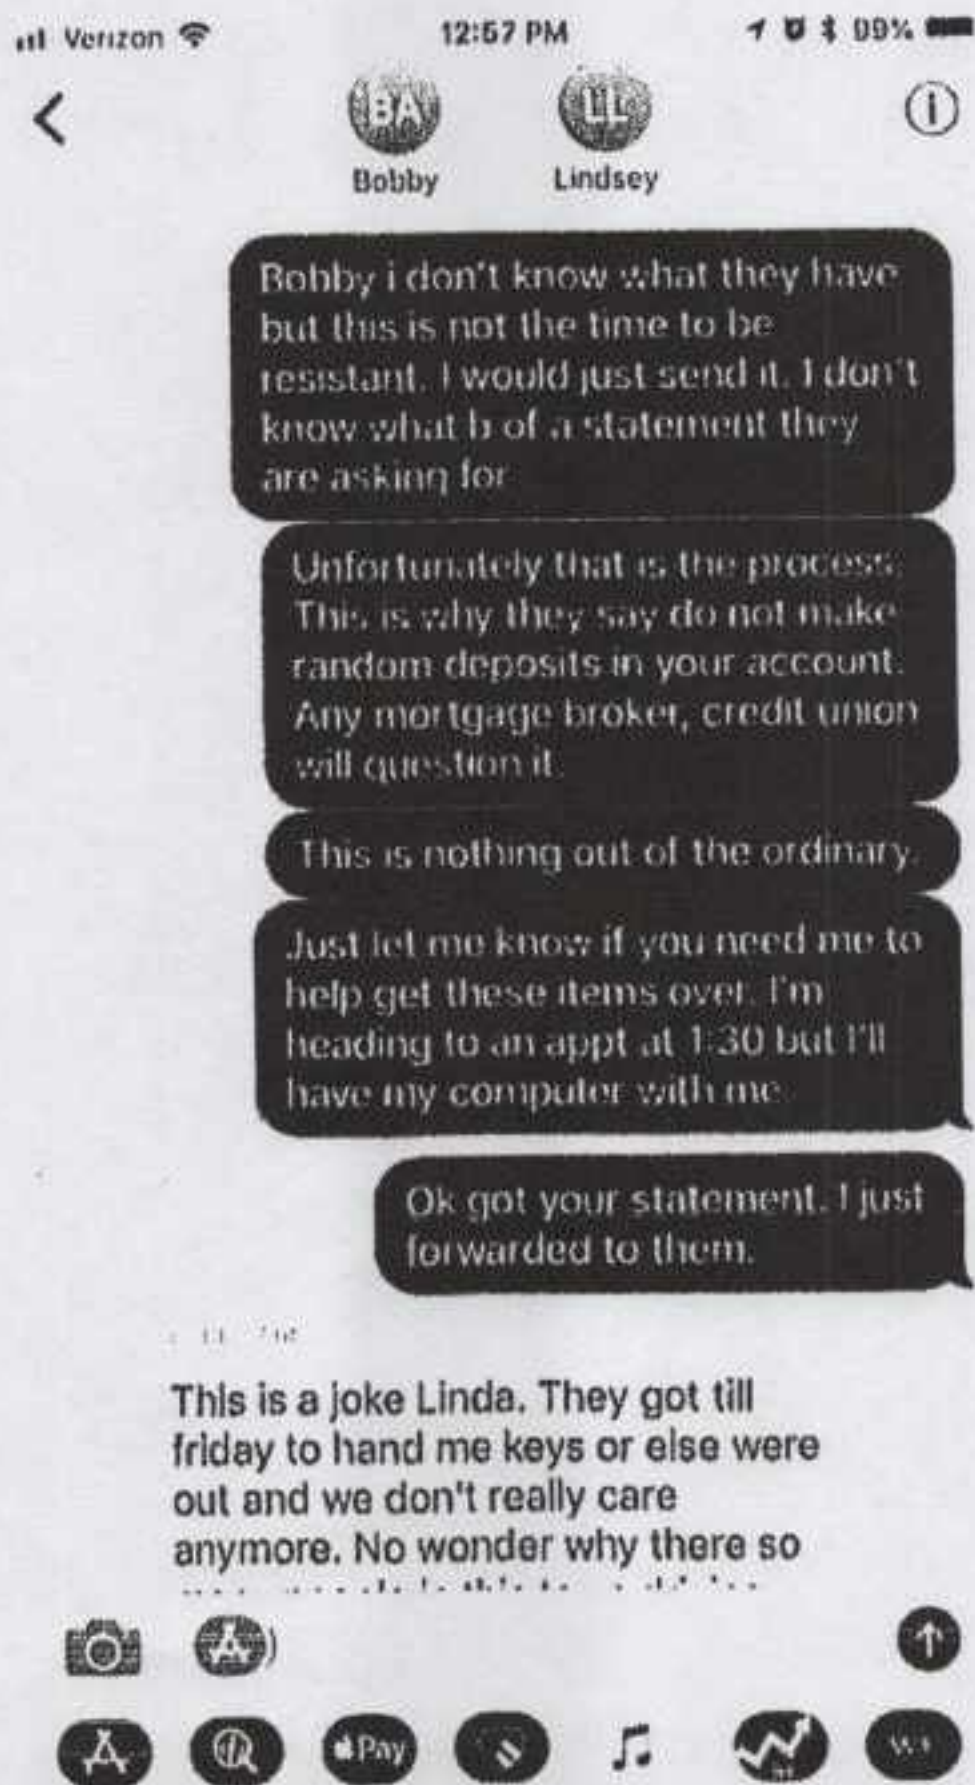 Verizon 12:57 PM 99%
BA LL i
Bobby Lindsey
Bobby i don't know what they have
but this is not the time to be
resistant. I would just send it. I don't
know what b of a statement they
are asking for
Unfortunately that is the process.
This is why they say do not make
random deposits in your account.
Any mortgage broker, credit union
will question it.
This is nothing out of the ordinary.
Just let me know if you need me to
help get these items over. I'm
heading to an appt at 1:30 but I'll
have my computer with me
Ok got your statement. I just
forwarded to them.
This is a joke Linda. They got till
friday to hand me keys or else were
out and we don't really care
anymore. No wonder why there so
Pay